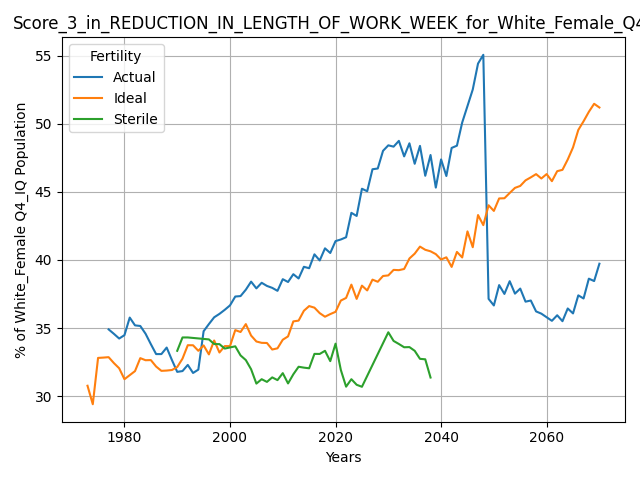 Score_3_in_REDUCTION_IN_LENGTH_OF_WORK_WEEK_for_White_Female_Q4
Fertility
Actual
Ideal
Sterile
% of White_Female Q4_IQ Population
55
50
45
40
35
30
1980
2000
2020
2040
2060
Years